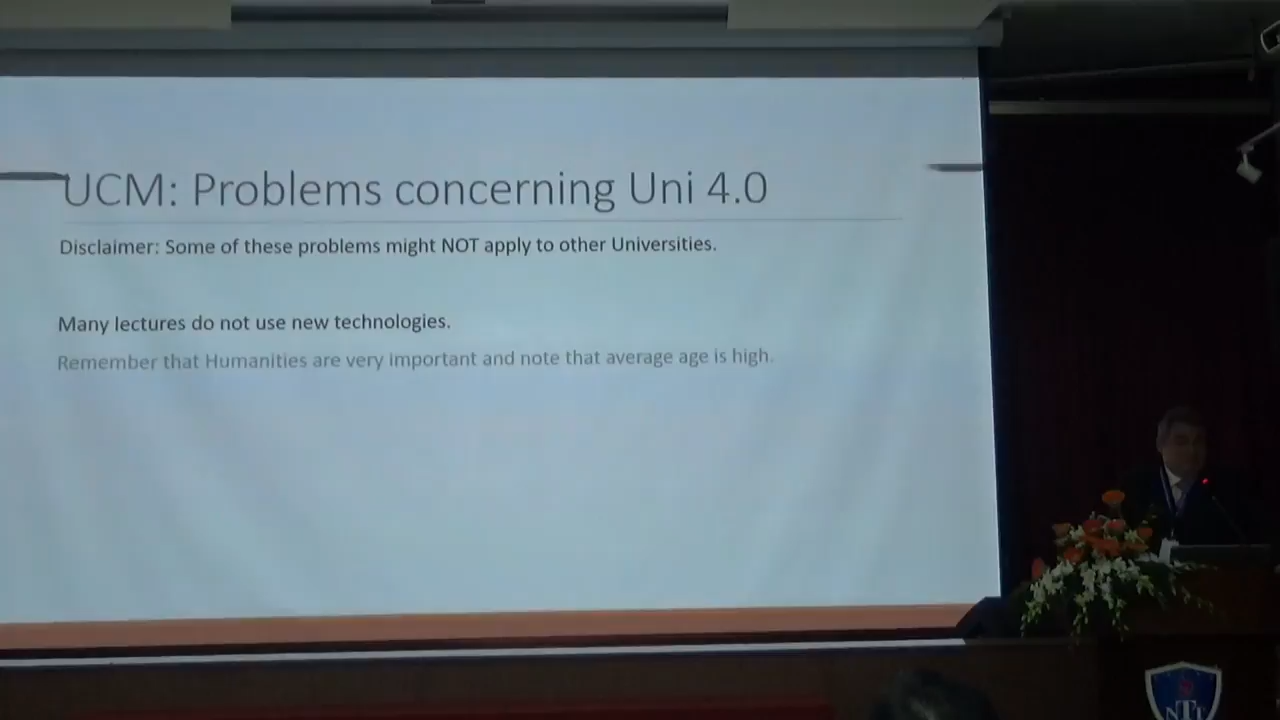 UCM: Problems concerning Uni 4.0
Disclaimer: Some of these problems might NOT apply to other Universities.
Many lectures do not use new technologies.
Remember that Humanities are very important and note that average age is high.